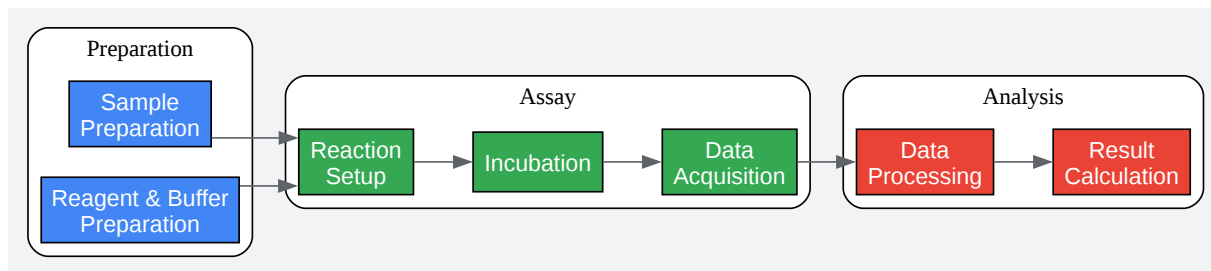 Preparation
Sample
Preparation
Reagent & Buffer
Preparation
Assay
Reaction
Setup
Incubation
Data
Acquisition
Analysis
Data
Processing
Result
Calculation